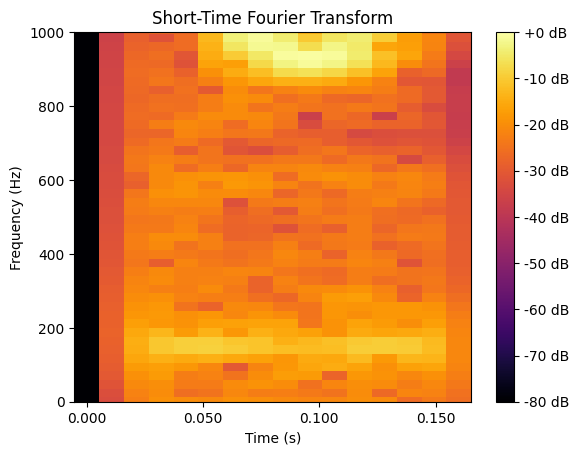 Short-Time Fourier Transform
1000
800
600
400
200
0
Frequency (Hz)
0.000
0.050
0.100
0.150
Time (s)
+0 dB
-10 dB
-20 dB
-30 dB
-40 dB
-50 dB
-60 dB
-70 dB
-80 dB